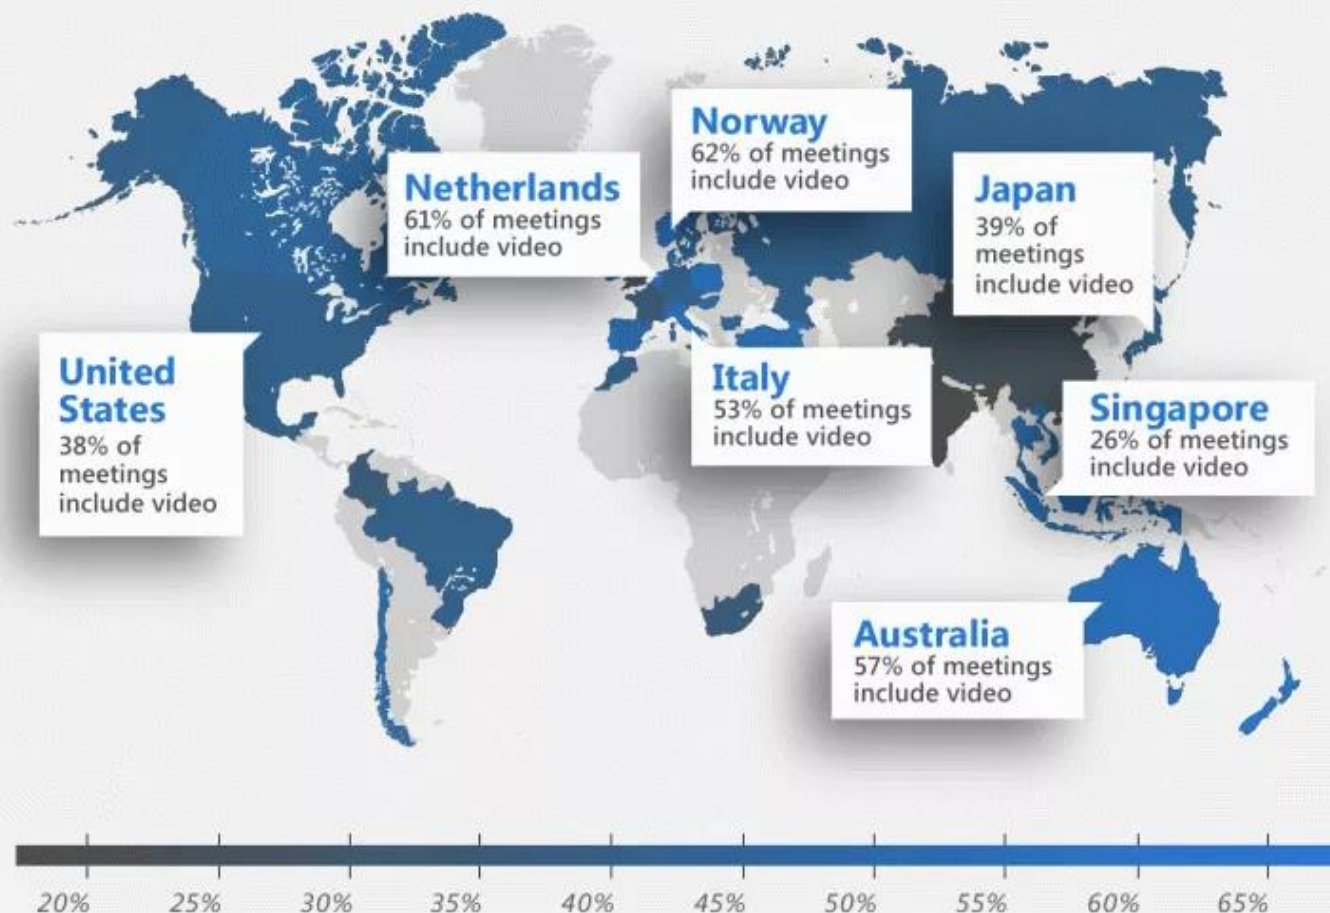 Norway
62% of meetings
include video
Netherlands
61% of meetings
include video
Japan
39% of
meetings
include video
United
States
38% of
meetings
include video
Italy
53% of meetings
include video
Singapore
26% of meetings
include video
Australia
57% of meetings
include video
20% 25% 30% 35% 40% 45% 50% 55% 60% 65%